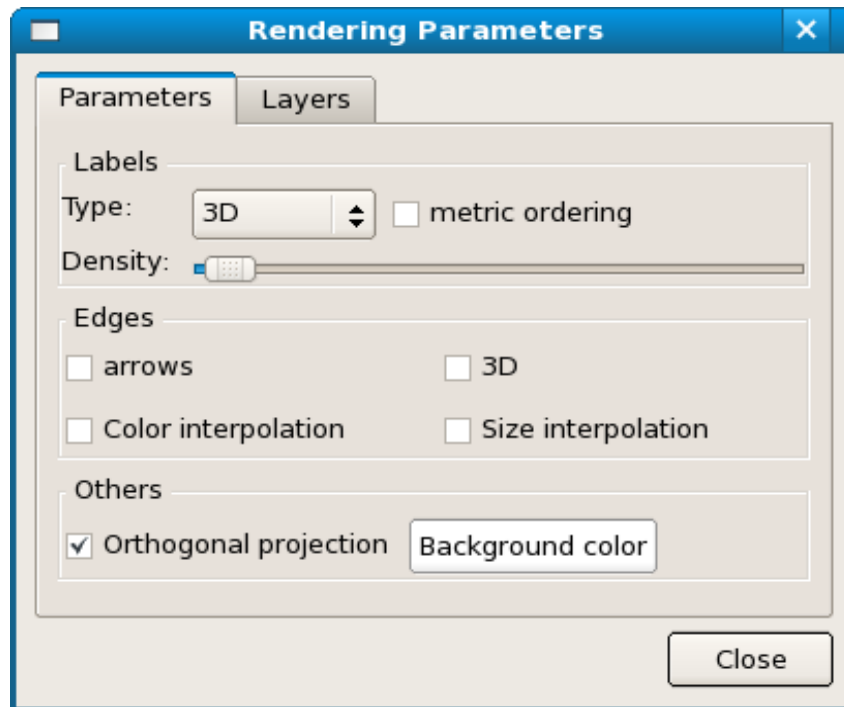 Rendering Parameters
Parameters Layers
Labels
Type: 3D metric ordering
Density:
Edges
arrows 3D
Color interpolation Size interpolation
Others
Orthogonal projection Background color
Close